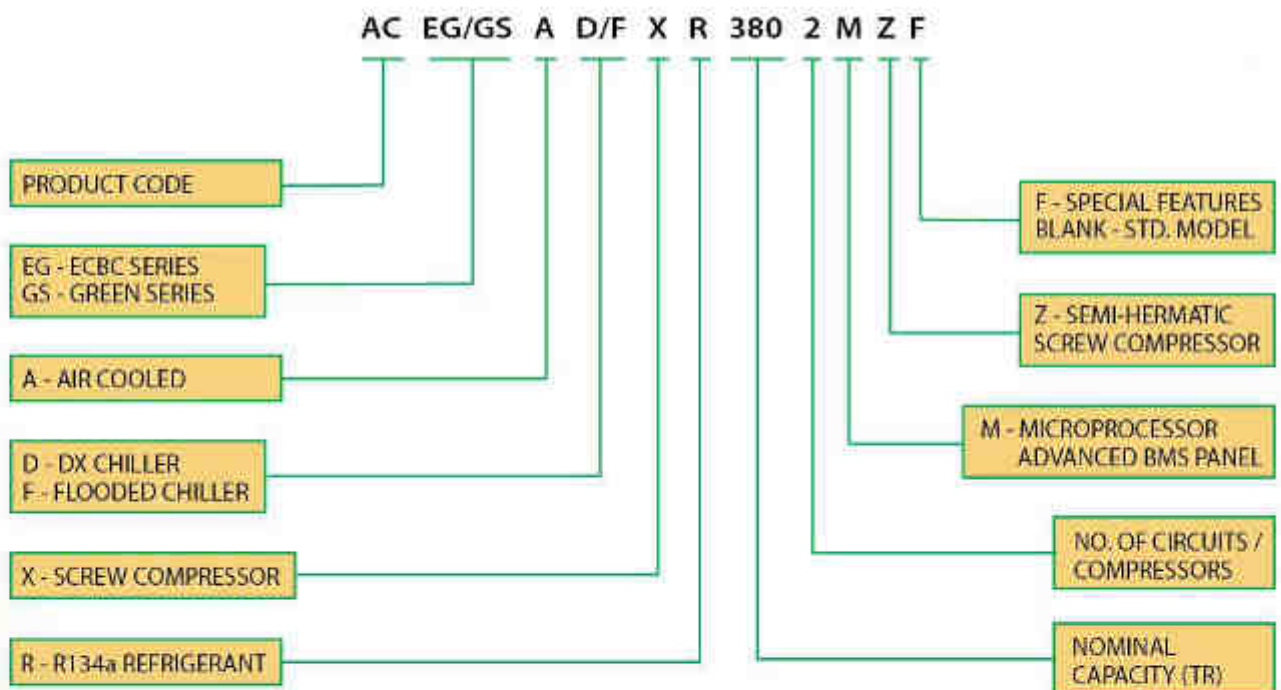 AC EG/GS A D/F X R 380 2 M Z F
PRODUCT CODE
EG - ECBC SERIES
GS - GREEN SERIES
A - AIR COOLED
D - DX CHILLER
F - FLOODED CHILLER
X - SCREW COMPRESSOR
R - R134a REFRIGERANT
F - SPECIAL FEATURES
BLANK - STD. MODEL
Z - SEMI-HERMATIC
SCREW COMPRESSOR
M - MICROPROCESSOR
ADVANCED BMS PANEL
NO. OF CIRCUITS /
COMPRESSORS
NOMINAL
CAPACITY (TR)